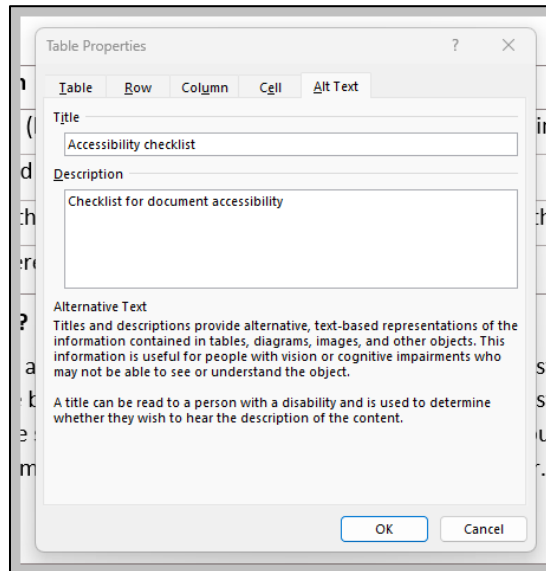 Table Properties ?
Table Row Column Cell Alt Text
Title
Accessibility checklist
Description
Checklist for document accessibility
Alternative Text
Titles and descriptions provide alternative, text-based representations of the
information contained in tables, diagrams, images, and other objects. This
information is useful for people with vision or cognitive impairments who
may not be able to see or understand the object.
A title can be read to a person with a disability and is used to determine
whether they wish to hear the description of the content.
OK Cancel